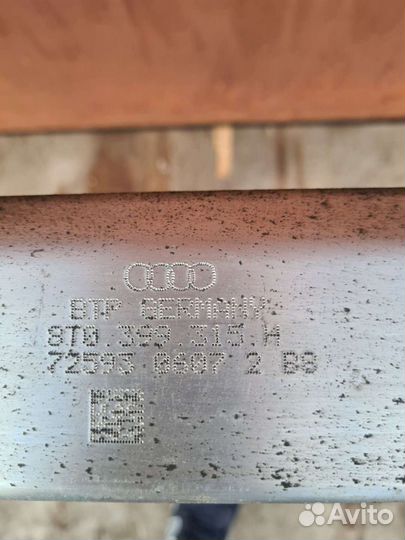 BTP GERMANY
8T0.399.315.M
72593 0607 2 B9
Avito